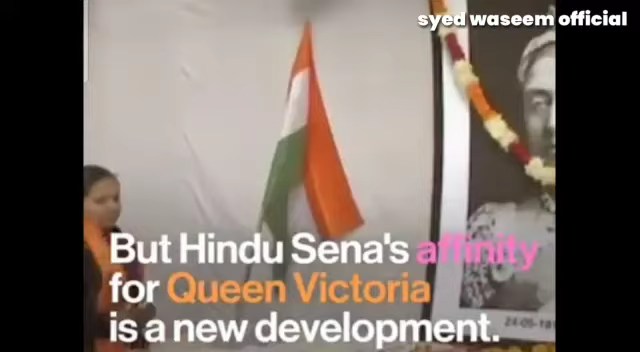 syed waseem official
But Hindu Sena's affinity
for Queen Victoria
is a new development.